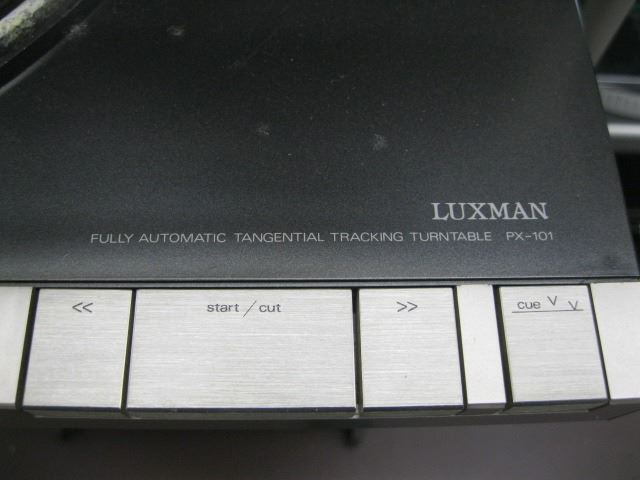 LUXMAN
FULLY AUTOMATIC TANGENTIAL TRACKING TURNTABLE PX-101
<< start/cut >> cue